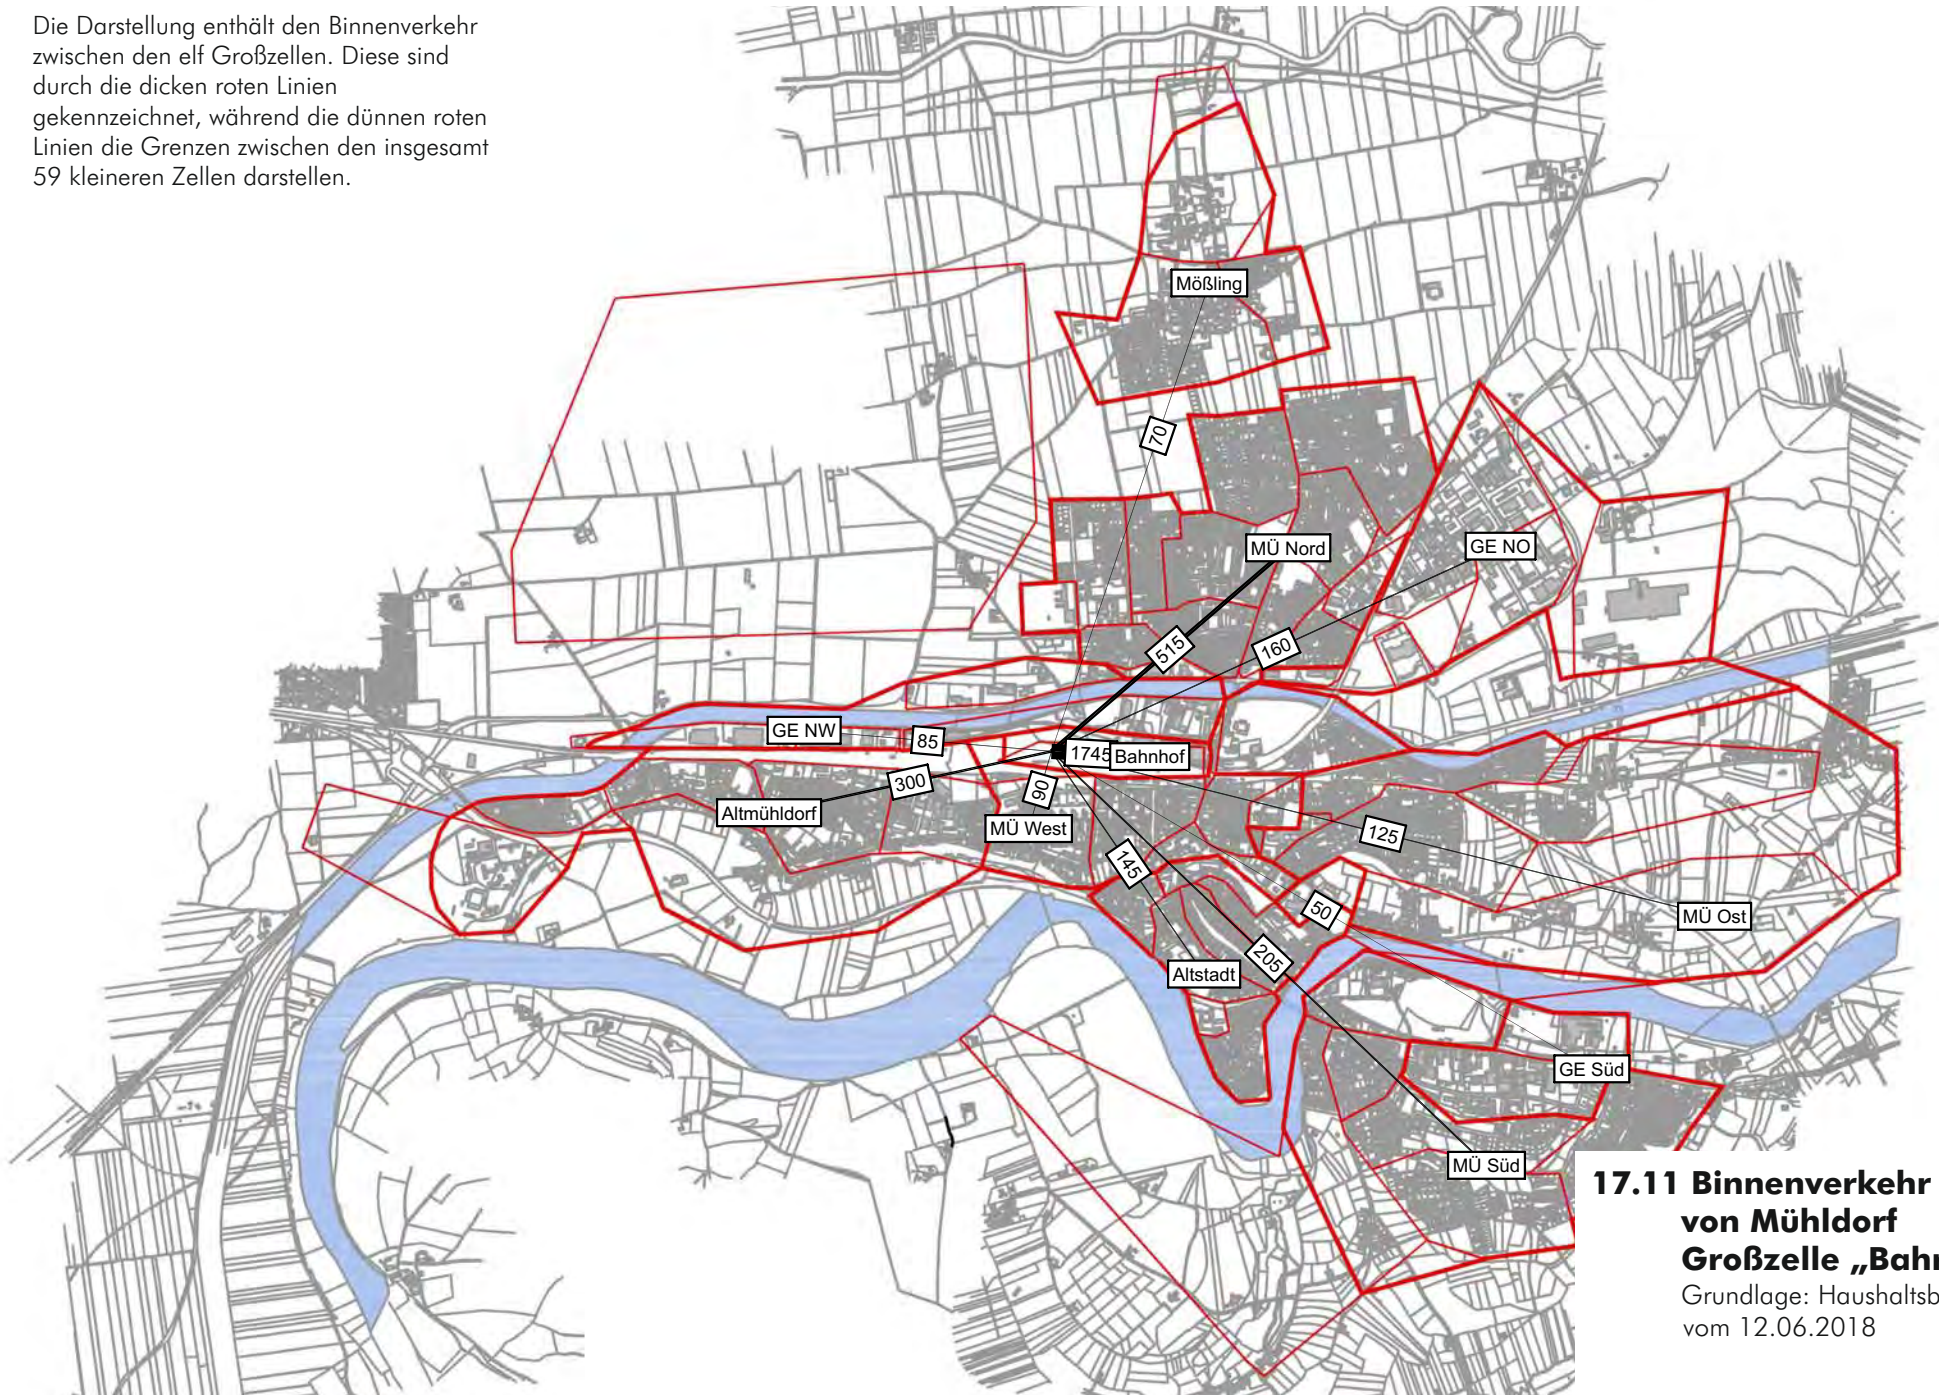 Die Darstellung enthält den Binnenverkehr
zwischen den elf Großzellen. Diese sind
durch die dicken roten Linien
gekennzeichnet, während die dünnen roten
Linien die Grenzen zwischen den insgesamt
59 kleineren Zellen darstellen.
Mößling
70
MÜ Nord
GE NO
515
160
GE NW
85
1745
Bahnhof
300
90
Altmühldorf
MÜ West
125
145
50
MÜ Ost
205
Altstadt
GE Süd
MÜ Süd
17.11 Binnenverkehr
von Mühldorf
Großzelle „Bahn
Grundlage: Haushaltsb
vom 12.06.2018